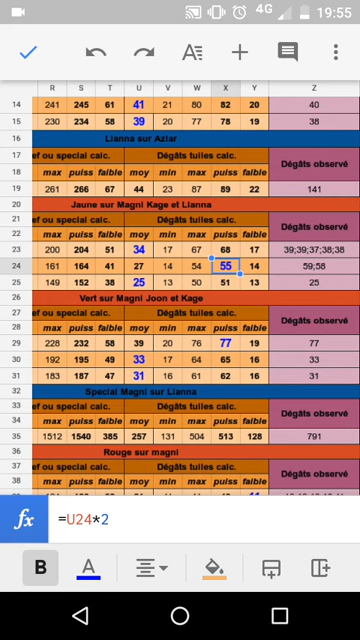 4G 19:55
R S T U V W X Y Z
14 241 245 61 41 21 80 82 20 40
15 230 234 58 39 20 77 78 19 38
16 Lianna sur Azlar
17 ef ou special calc. Dégâts tuiles calc. Dégâts observé
18 max puiss faible moy min max puiss faible
19 261 266 67 44 23 87 89 22 141
20 Jaune sur Magni Kage et Lianna
21 ef ou special calc. Dégâts tuiles calc. Dégâts observé
22 max puiss faible moy min max puiss faible
23 200 204 51 34 17 67 68 17 39;39;37;38;38
24 161 164 41 27 14 54 55 14 59;58
25 149 152 38 25 13 50 51 13 25
26 Vert sur Magni Joon et Kage
27 ef ou special calc. Dégâts tuiles calc. Dégâts observé
28 max puiss faible moy min max puiss faible
29 228 232 58 39 20 76 77 19 77
30 192 195 49 33 17 64 65 16 33
31 183 187 47 31 16 61 62 16 31
32 Special Magni sur Lianna
33 ef ou special calc. Dégâts tuiles calc. Dégâts observé
34 max puiss faible moy min max puiss faible
35 1512 1540 385 257 131 504 513 128 791
36 Rouge sur magni
37 ef ou special calc. Dégâts tuiles calc. Dégâts observé
38 max puiss faible moy min max puiss faible
fx =U24*2
B A